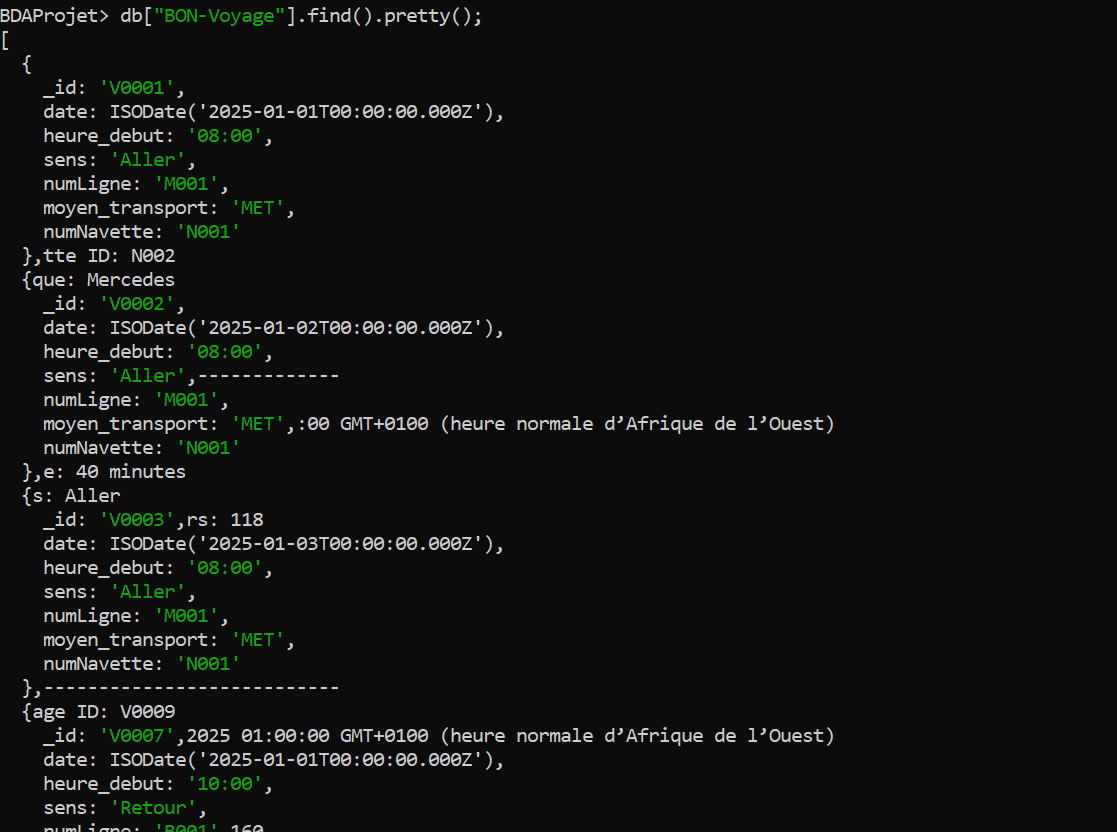 BDAProjet> db["BON-Voyage"].find().pretty();
[
  {
    _id: 'V0001',
    date: ISODate('2025-01-01T00:00:00.000Z'),
    heure_debut: '08:00',
    sens: 'Aller',
    numLigne: 'M001',
    moyen_transport: 'MET',
    numNavette: 'N001'
  },tte ID: N002
  {que: Mercedes
    _id: 'V0002',
    date: ISODate('2025-01-02T00:00:00.000Z'),
    heure_debut: '08:00',
    sens: 'Aller',-------------
    numLigne: 'M001',
    moyen_transport: 'MET',:00 GMT+0100 (heure normale d’Afrique de l’Ouest)
    numNavette: 'N001'
  },e: 40 minutes
  {s: Aller
    _id: 'V0003',rs: 118
    date: ISODate('2025-01-03T00:00:00.000Z'),
    heure_debut: '08:00',
    sens: 'Aller',
    numLigne: 'M001',
    moyen_transport: 'MET',
    numNavette: 'N001'
  },---------------------------
  {age ID: V0009
    _id: 'V0007',2025 01:00:00 GMT+0100 (heure normale d’Afrique de l’Ouest)
    date: ISODate('2025-01-01T00:00:00.000Z'),
    heure_debut: '10:00',
    sens: 'Retour',
    numLigne: 'B001',160